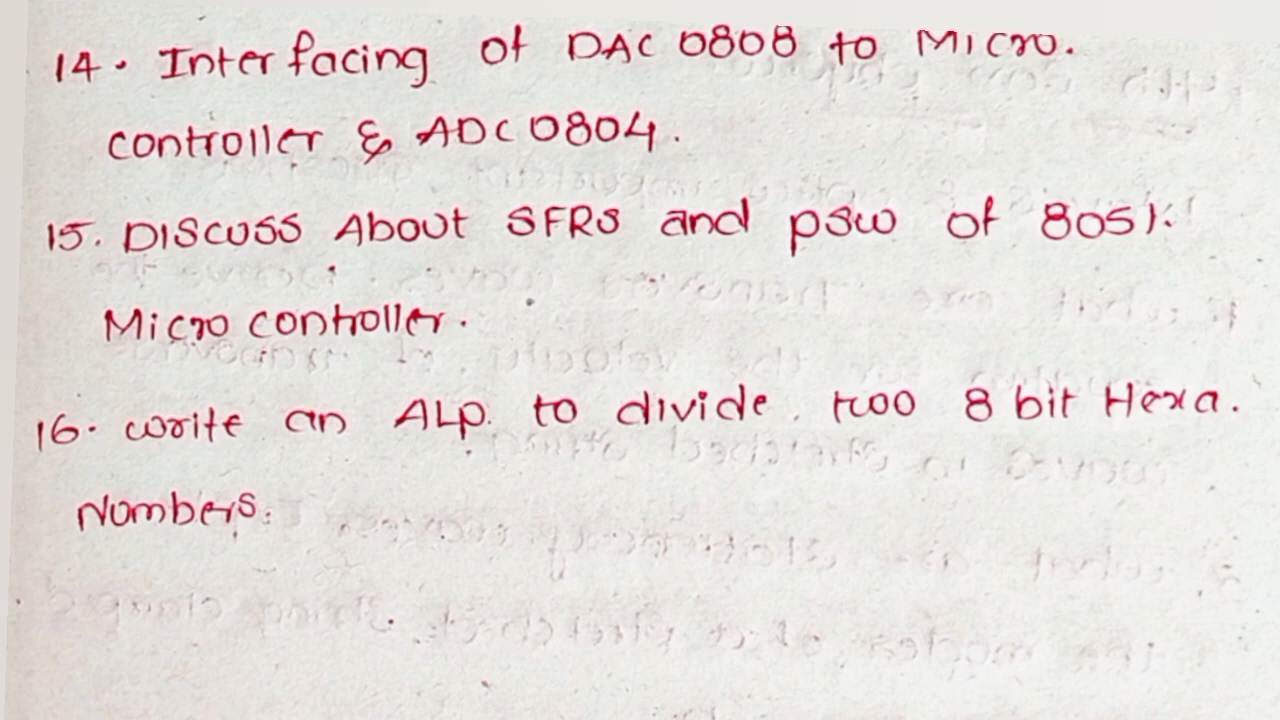 14. Interfacing of DAC 0808 to Micro.
controller & ADC 0804.
15. DISCUSS About SFRS and PSW of 8051.
Micro controller.
16. write an ALP. to divide. two 8 bit Hexa.
Numbers.